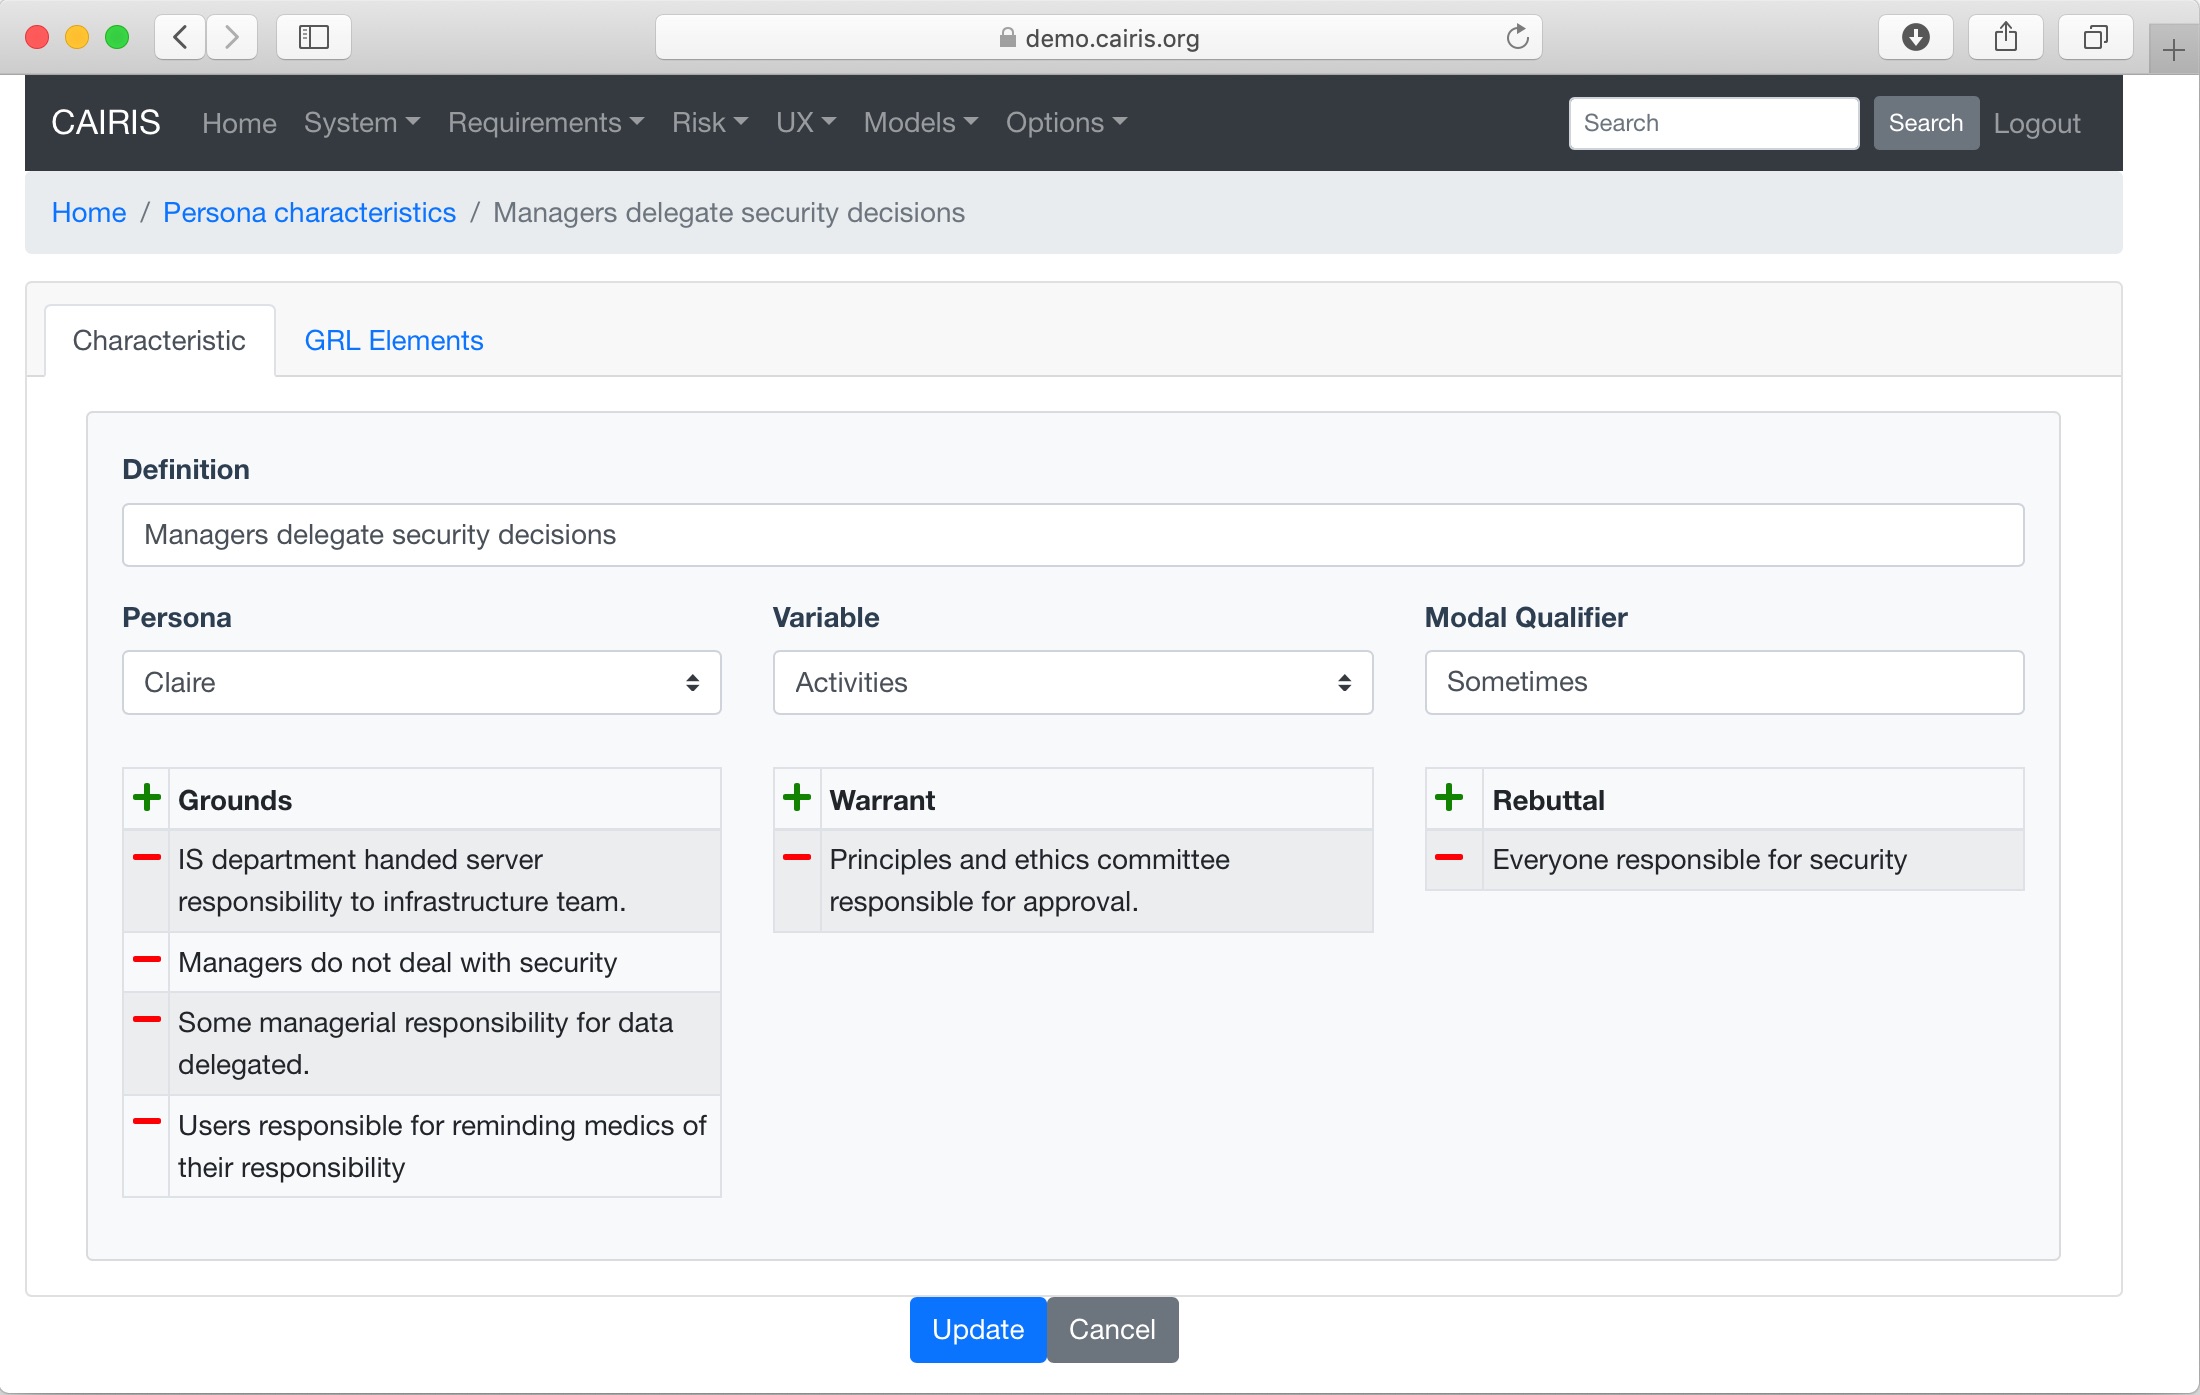 demo.cairis.org
CAIRIS Home System Requirements Risk UX Models Options Search Search Logout
Home / Persona characteristics / Managers delegate security decisions
Characteristic GRL Elements
Definition
Managers delegate security decisions
Persona Variable Modal Qualifier
Claire Activities Sometimes
Grounds
IS department handed server
responsibility to infrastructure team.
Managers do not deal with security
Some managerial responsibility for data
delegated.
Users responsible for reminding medics of
their responsibility
Warrant
Principles and ethics committee
responsible for approval.
Rebuttal
Everyone responsible for security
Update Cancel